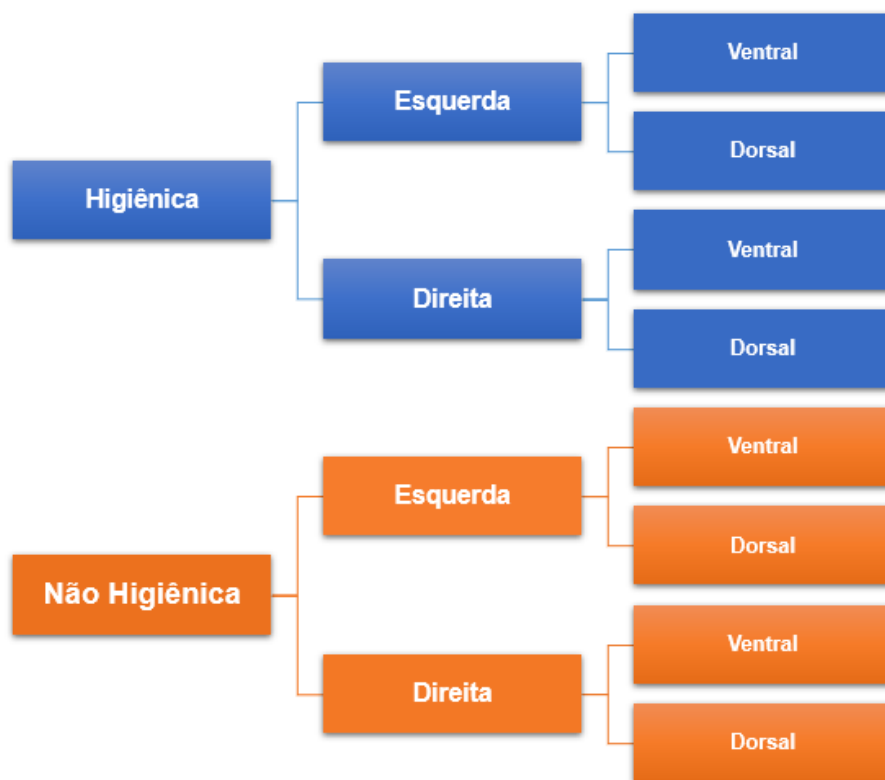 Higiênica
Esquerda
Ventral
Dorsal
Direita
Ventral
Dorsal
Não Higiênica
Esquerda
Ventral
Dorsal
Direita
Ventral
Dorsal